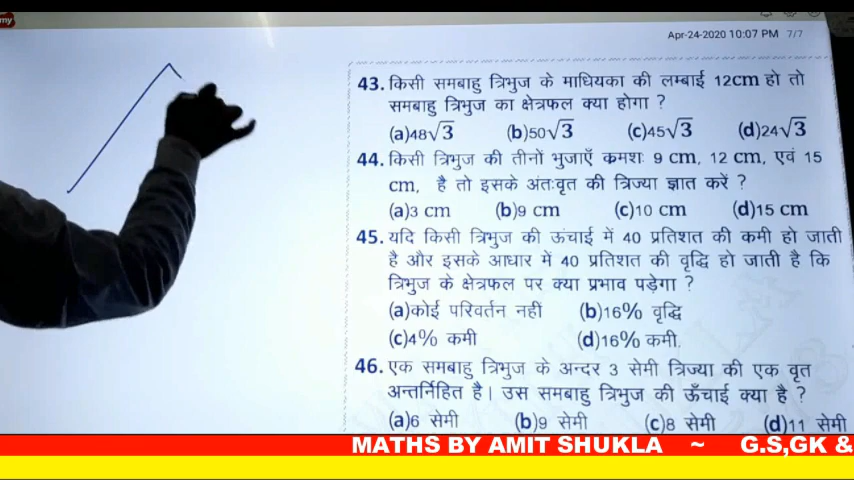 my
Apr-24-2020 10:07 PM 7/7
43. किसी समबाहु त्रिभुज के माधियका की लम्बाई 12cm हो तो
समबाहु त्रिभुज का क्षेत्रफल क्या होगा ?
(a)48√3 (b)50√3 (c)45√3 (d)24√3
44. किसी त्रिभुज की तीनों भुजाएँ कमशः 9 cm, 12 cm, एवं 15
cm, है तो इसके अंतःवृत की त्रिज्या ज्ञात करें ?
(a)3 cm (b)9 cm (c)10 cm (d)15 cm
45. यदि किसी त्रिभुज की ऊंचाई में 40 प्रतिशत की कमी हो जाती
है और इसके आधार में 40 प्रतिशत की वृद्धि हो जाती है कि
त्रिभुज के क्षेत्रफल पर क्या प्रभाव पड़ेगा ?
(a)कोई परिवर्तन नहीं (b)16% वृद्धि
(c)4% कमी (d)16% कमी.
46. एक समबाहु त्रिभुज के अन्दर 3 सेमी त्रिज्या की एक वृत
अन्तर्निहित है। उस समबाहु त्रिभुज की ऊँचाई क्या है ?
(a)6 सेमी (b)9 सेमी (c)8 सेमी (d)11 सेमी
MATHS BY AMIT SHUKLA ~ G.S,GK &